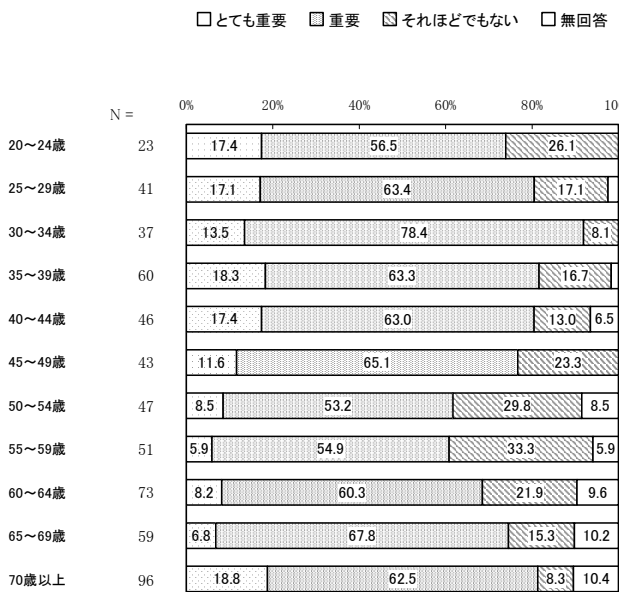 とても重要 重要 それほどでもない 無回答
N = 0% 20% 40% 60% 80% 10
20～24歳 23 17.4 56.5 26.1
25～29歳 41 17.1 63.4 17.1
30～34歳 37 13.5 78.4 8.1
35～39歳 60 18.3 63.3 16.7
40～44歳 46 17.4 63.0 13.0 6.5
45～49歳 43 11.6 65.1 23.3
50～54歳 47 8.5 53.2 29.8 8.5
55～59歳 51 5.9 54.9 33.3 5.9
60～64歳 73 8.2 60.3 21.9 9.6
65～69歳 59 6.8 67.8 15.3 10.2
70歳以上 96 18.8 62.5 8.3 10.4